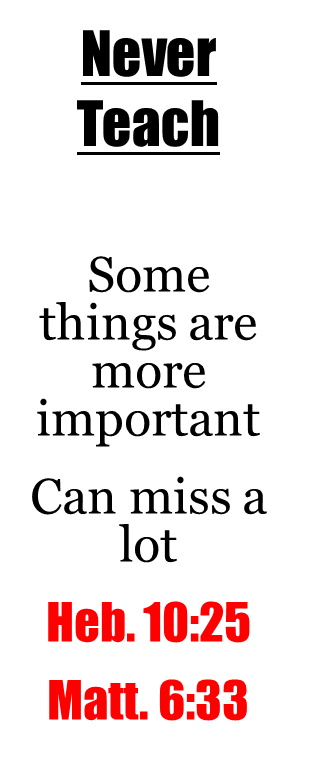 Never
Teach
Some
things are
more
important
Can miss a
lot
Heb. 10:25
Matt. 6:33